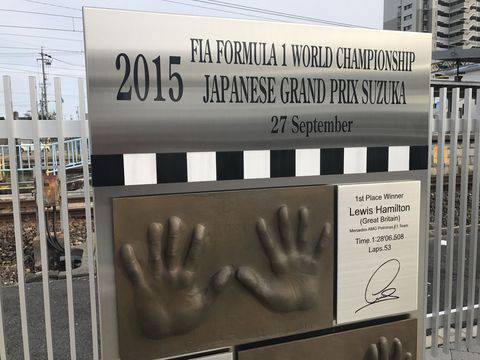 2015
FIA FORMULA 1 WORLD CHAMPIONSHIP
JAPANESE GRAND PRIX SUZUKA
27 September
1st Place Winner
Lewis Hamilton
(Great Britain)
Mercedes AMG Petronas F1 Team
Time.1:28'06.508
Laps.53